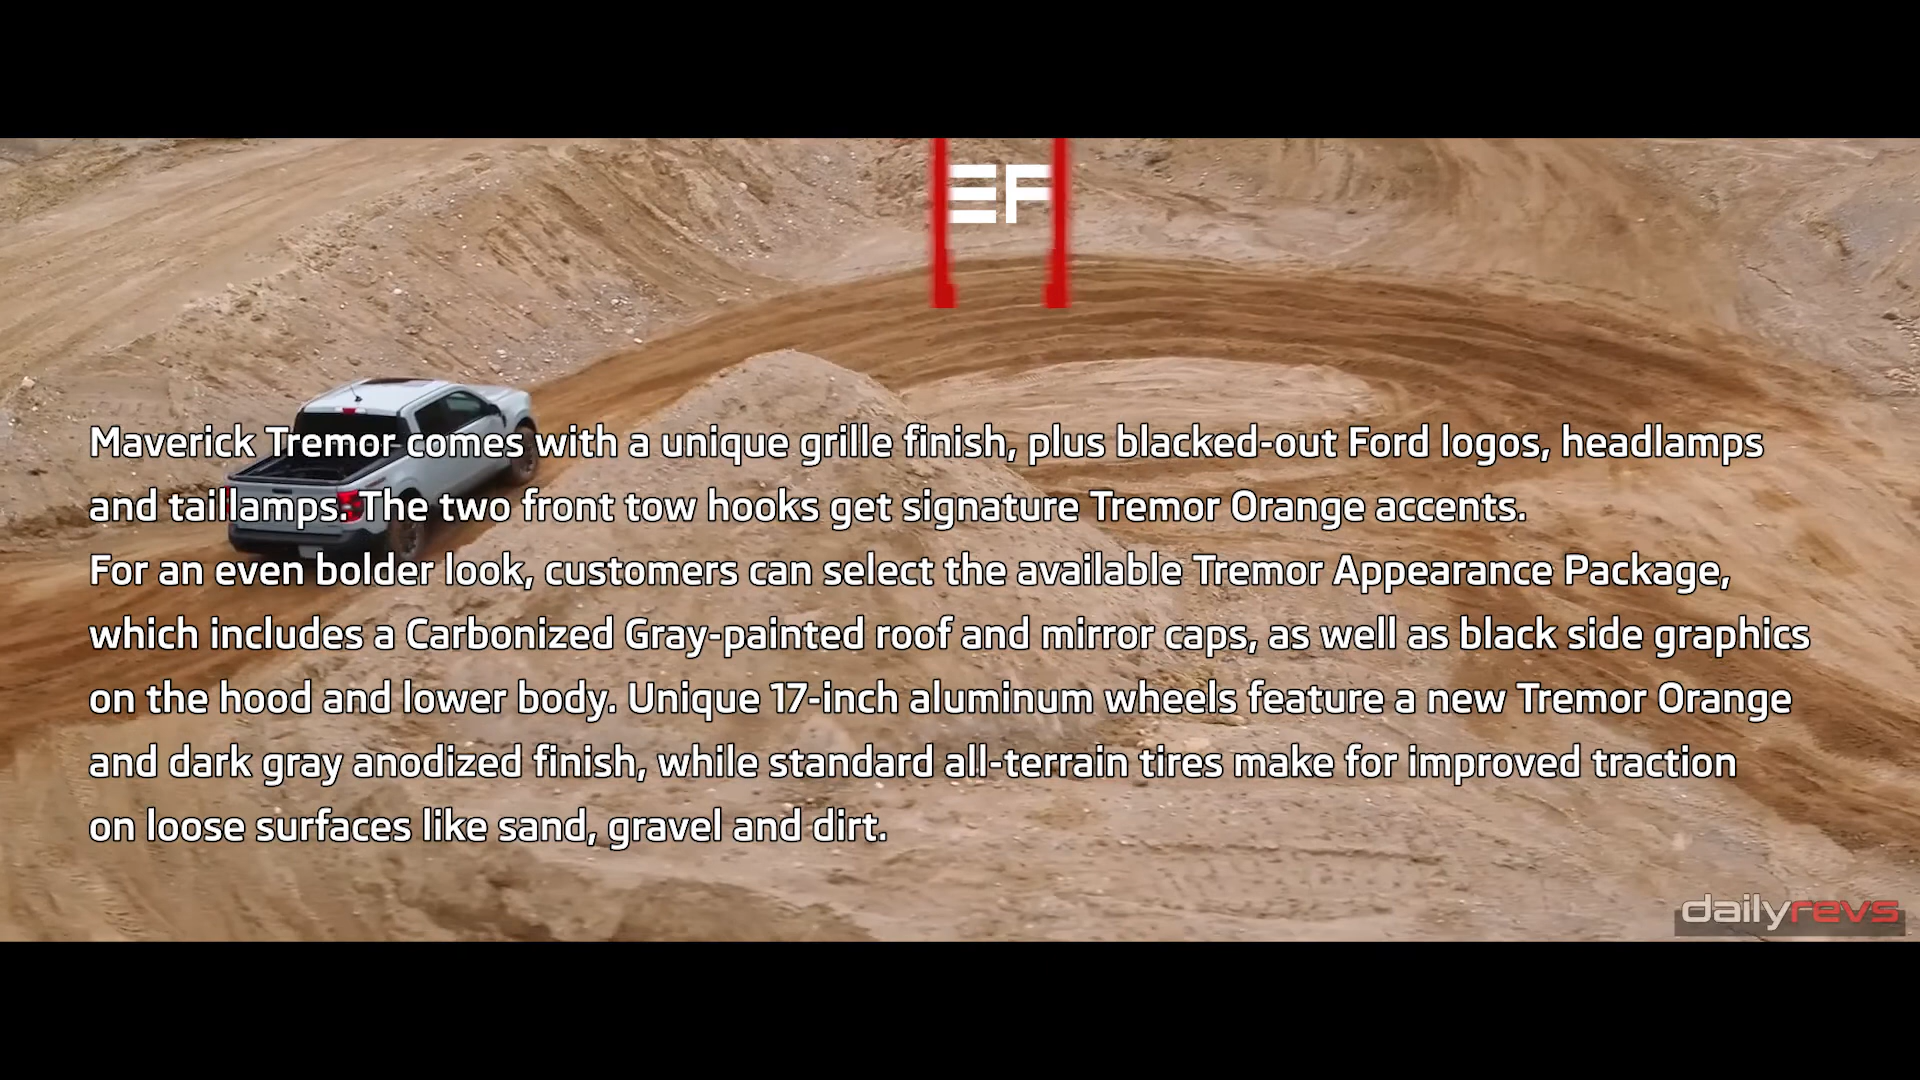 EF
Maverick Tremor comes with a unique grille finish, plus blacked-out Ford logos, headlamps
and taillamps. The two front tow hooks get signature Tremor Orange accents.
For an even bolder look, customers can select the available Tremor Appearance Package,
which includes a Carbonized Gray-painted roof and mirror caps, as well as black side graphics
on the hood and lower body. Unique 17-inch aluminum wheels feature a new Tremor Orange
and dark gray anodized finish, while standard all-terrain tires make for improved traction
on loose surfaces like sand, gravel and dirt.
dailyrevs